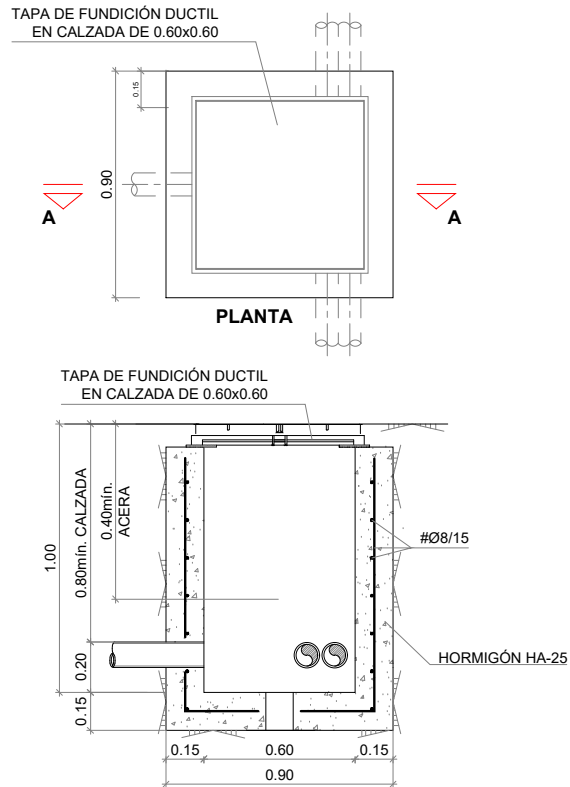 TAPA DE FUNDICIÓN DUCTIL
EN CALZADA DE 0.60x0.60
0.15
0.90
A
A
PLANTA
TAPA DE FUNDICIÓN DUCTIL
EN CALZADA DE 0.60x0.60
1.00
0.80mín. CALZADA
0.40mín.
ACERA
#Ø8/15
0.20
HORMIGÓN HA-25
0.15
0.15
0.60
0.15
0.90